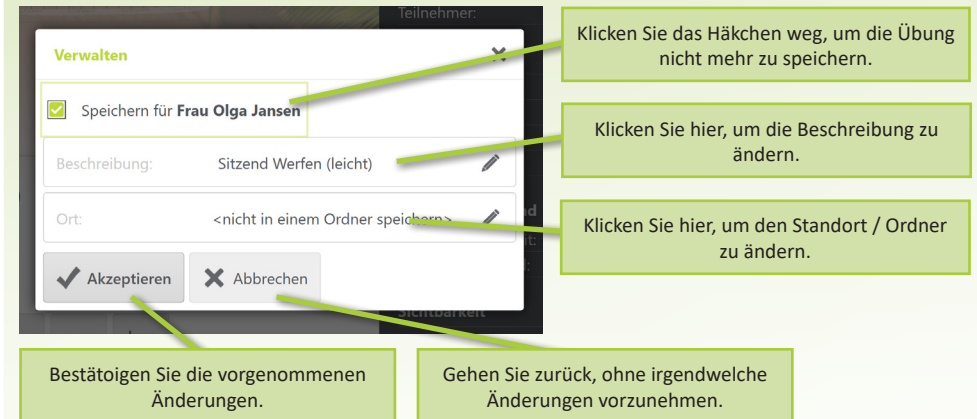 Teilnehmer:
Verwalten
Speichern für Frau Olga Jansen
Beschreibung: Sitzend Werfen (leicht)
Ort: <nicht in einem Ordner speichern>
Akzeptieren Abbrechen
Sichtbarkeit
Klicken Sie das Häkchen weg, um die Übung
nicht mehr zu speichern.
Klicken Sie hier, um die Beschreibung zu
ändern.
Klicken Sie hier, um den Standort / Ordner
zu ändern.
Bestätoigen Sie die vorgenommenen
Änderungen.
Gehen Sie zurück, ohne irgendwelche
Änderungen vorzunehmen.